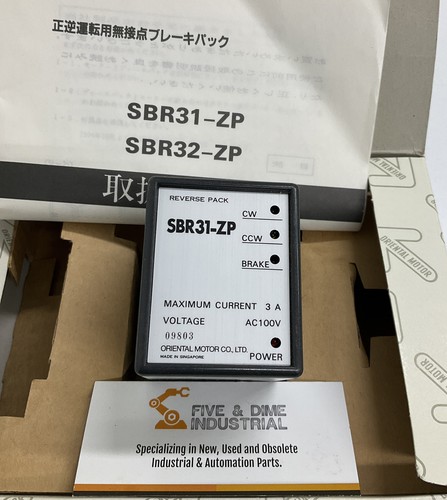 正逆運転用無接点ブレーキパック
SBR31-ZP
SBR32-ZP
取扱
REVERSE PACK
SBR31-ZP
CW
CCW
BRAKE
MAXIMUM CURRENT 3 A
VOLTAGE AC100V
09803
ORIENTAL MOTOR CO., LTD.
MADE IN SINGAPORE
POWER
ORIENTAL MOTOR
FIVE & DIME
INDUSTRIAL
Specializing in New, Used and Obsolete
Industrial & Automation Parts.